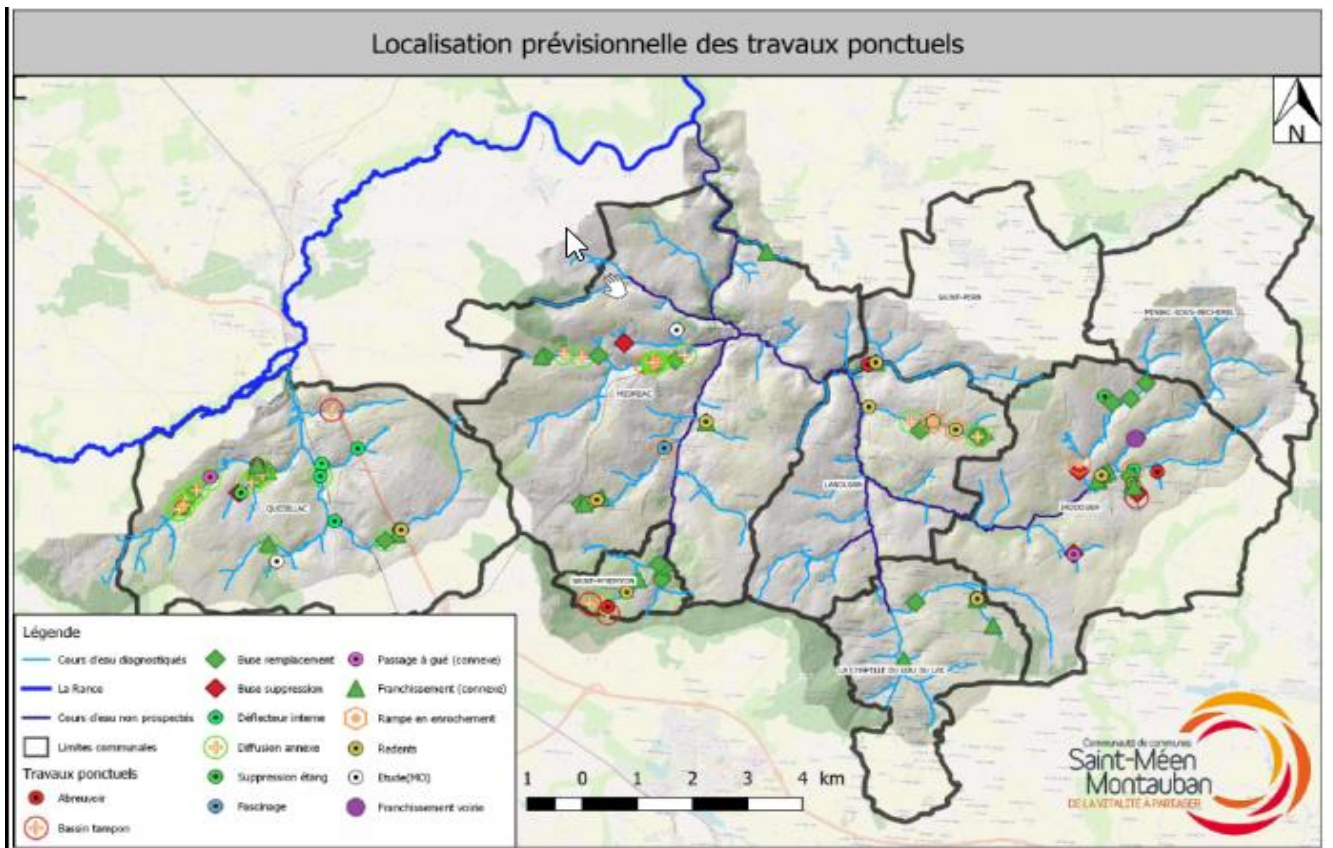 Localisation prévisionnelle des travaux ponctuels
N
SAINT-PERN
MINIAC-SOUS-BECHEREL
MEDREAC
QUEDILLAC
LANDUJAN
IRODOUER
LA CHAPELLE DU LOU DU LAC
Légende
Cours d'eau diagnostiqués
La Rance
Cours d'eau non prospectés
Limites communales
Travaux ponctuels
Abreuvoir
Bassin tampon
Buse remplacement
Buse suppression
Déflecteur interne
Diffusion annexe
Suppression étang
Fascinage
Passage à gué (connexe)
Franchissement (connexe)
Rampe en enrochement
Redents
Etude(MO)
Franchissement voirie
1 0 1 2 3 4 km
Communauté de communes
Saint-Méen
Montauban
DE LA VITALITÉ À PARTAGER